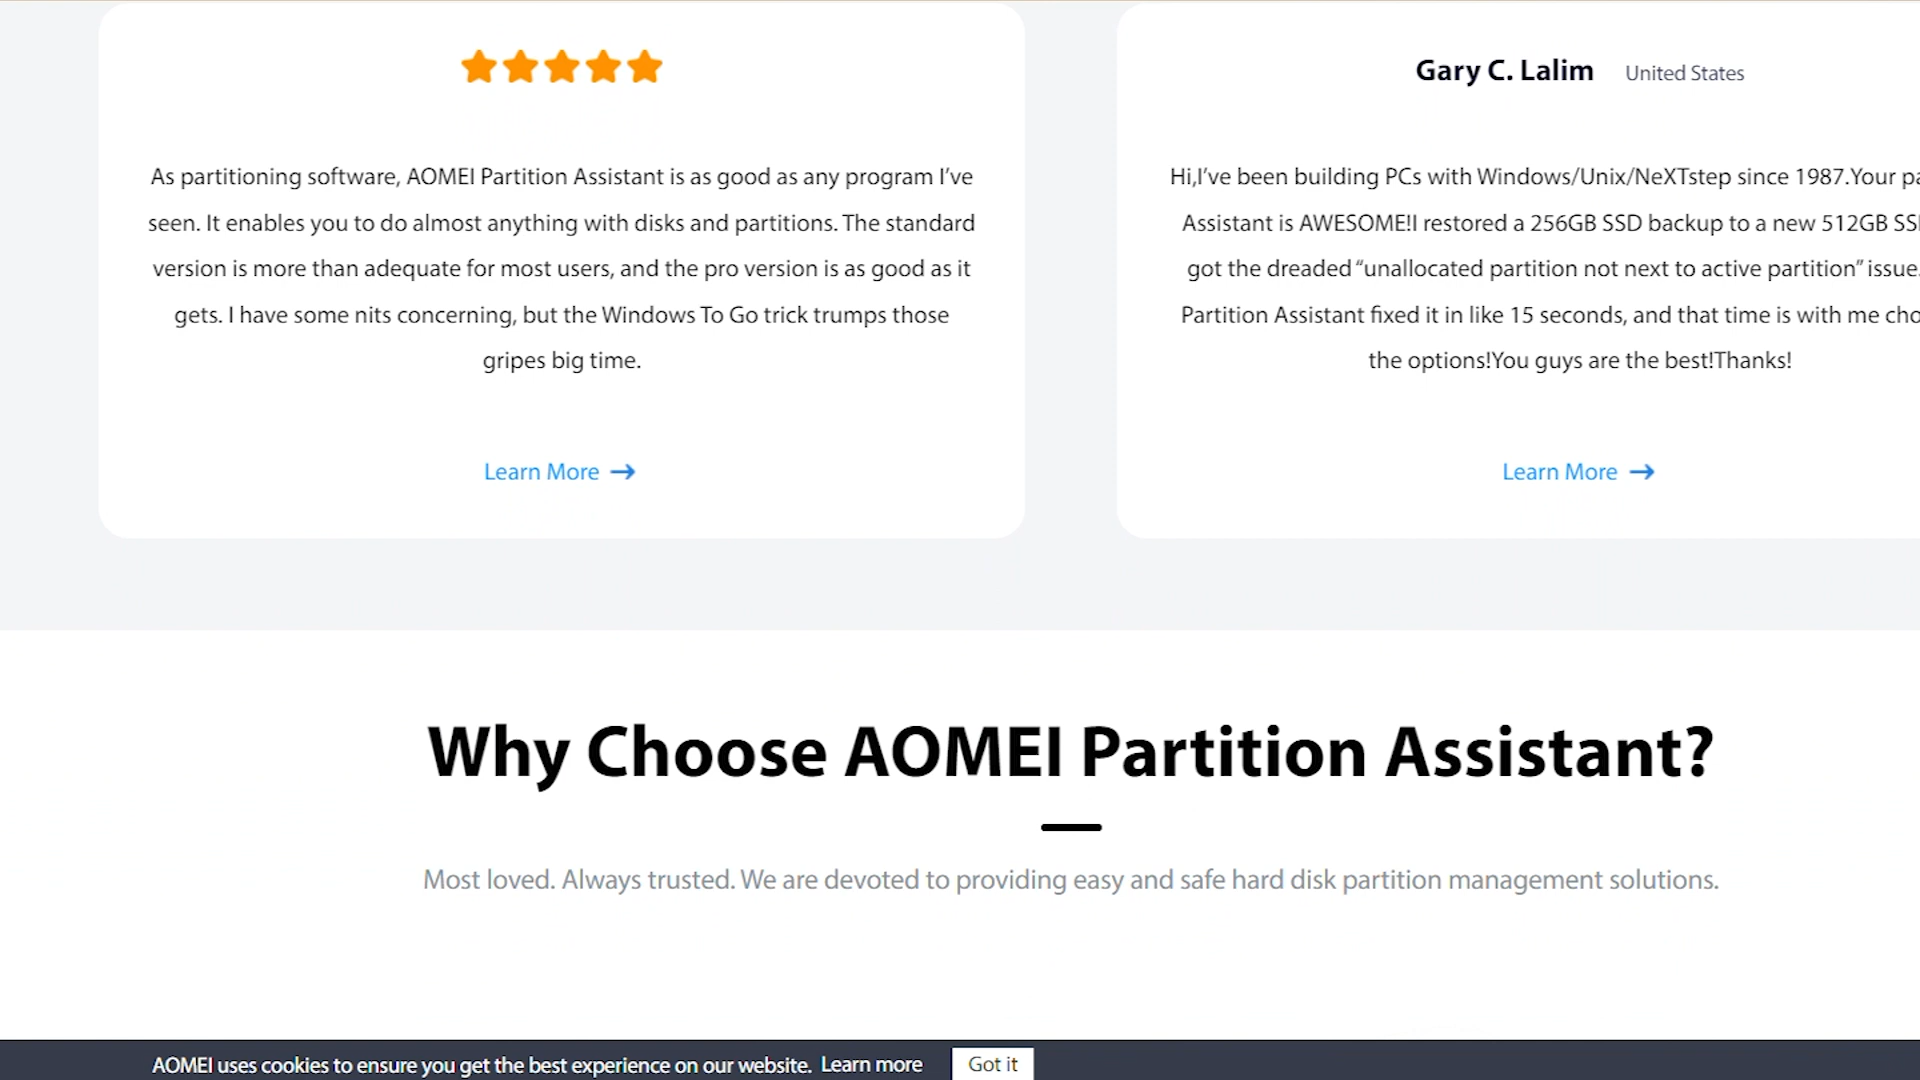 As partitioning software, AOMEI Partition Assistant is as good as any program I've
seen. It enables you to do almost anything with disks and partitions. The standard
version is more than adequate for most users, and the pro version is as good as it
gets. I have some nits concerning, but the Windows To Go trick trumps those
gripes big time.
Learn More
Gary C. Lalim United States
Hi,I've been building PCs with Windows/Unix/NeXTstep since 1987.Your
Assistant is AWESOME!I restored a 256GB SSD backup to a new 512GB
got the dreaded “unallocated partition not next to active partition” issue.
Partition Assistant fixed it in like 15 seconds, and that time is with me
the options!You guys are the best!Thanks!
Learn More
Why Choose AOMEI Partition Assistant?
Most loved. Always trusted. We are devoted to providing easy and safe hard disk partition management solutions.
AOMEI uses cookies to ensure you get the best experience on our website. Learn more Got it